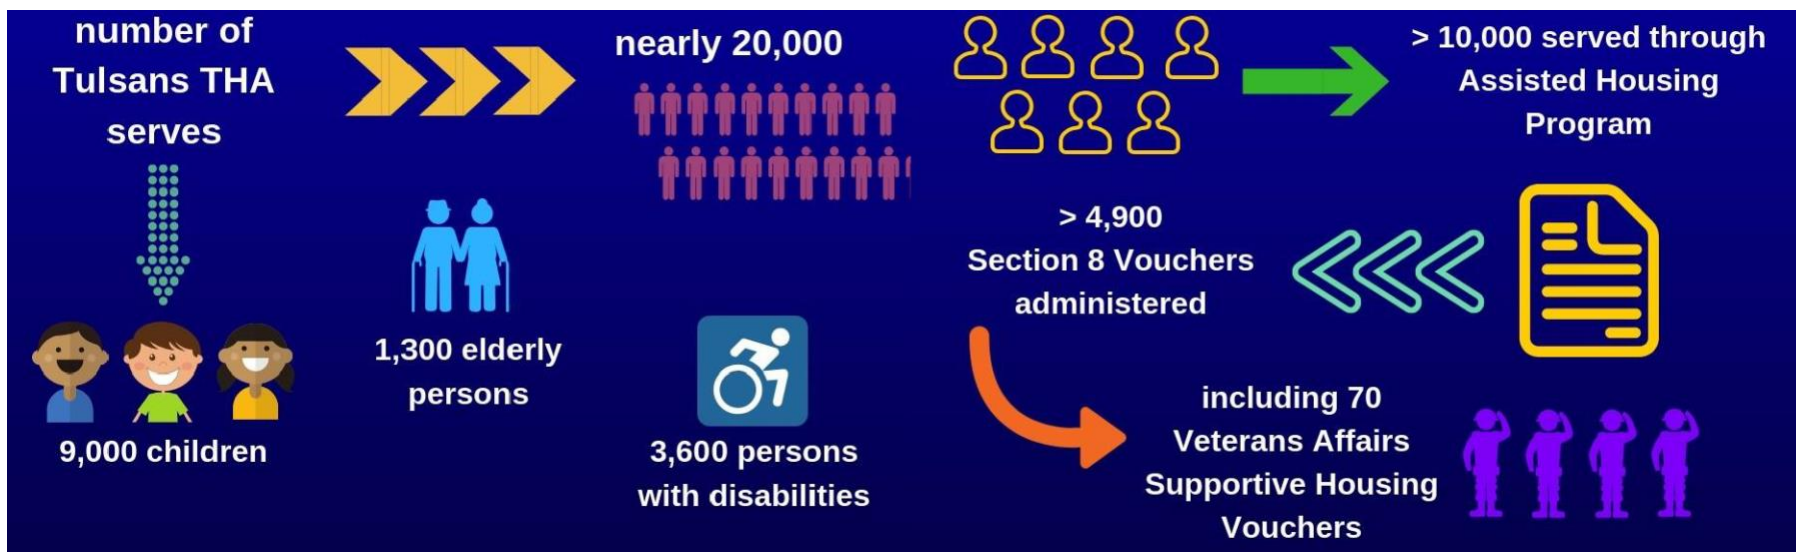 number of
Tulsans THA
serves
nearly 20,000
> 10,000 served through
Assisted Housing
Program
> 4,900
Section 8 Vouchers
administered
1,300 elderly
persons
9,000 children
3,600 persons
with disabilities
including 70
Veterans Affairs
Supportive Housing
Vouchers